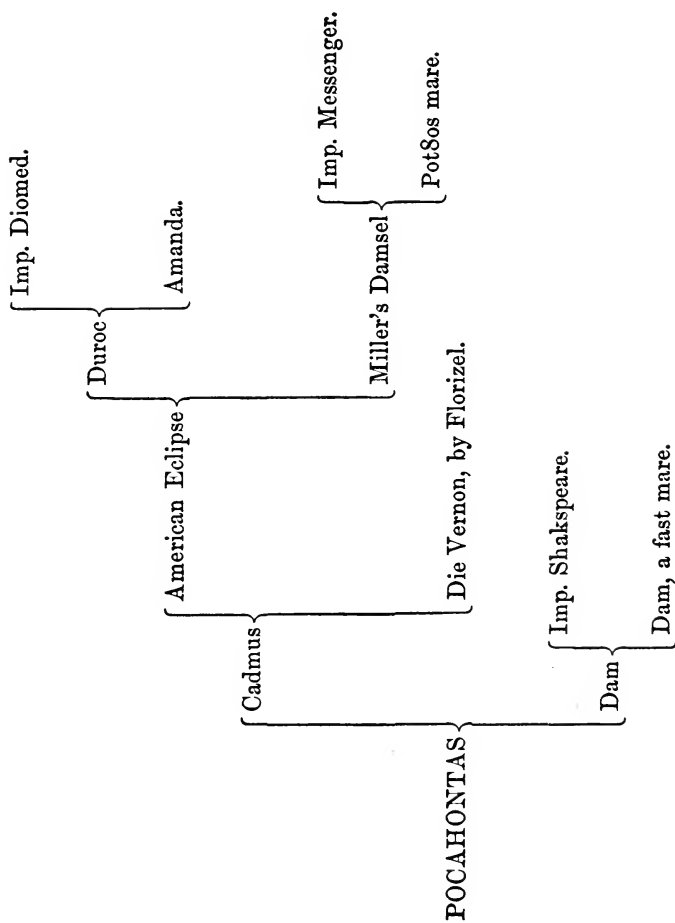 Imp. Diomed.
Duroc
Amanda.
American Eclipse
Imp. Messenger.
Miller's Damsel
Pot8os mare.
Cadmus
Die Vernon, by Florizel.
POCAHONTAS
Imp. Shakspeare.
Dam
Dam, a fast mare.